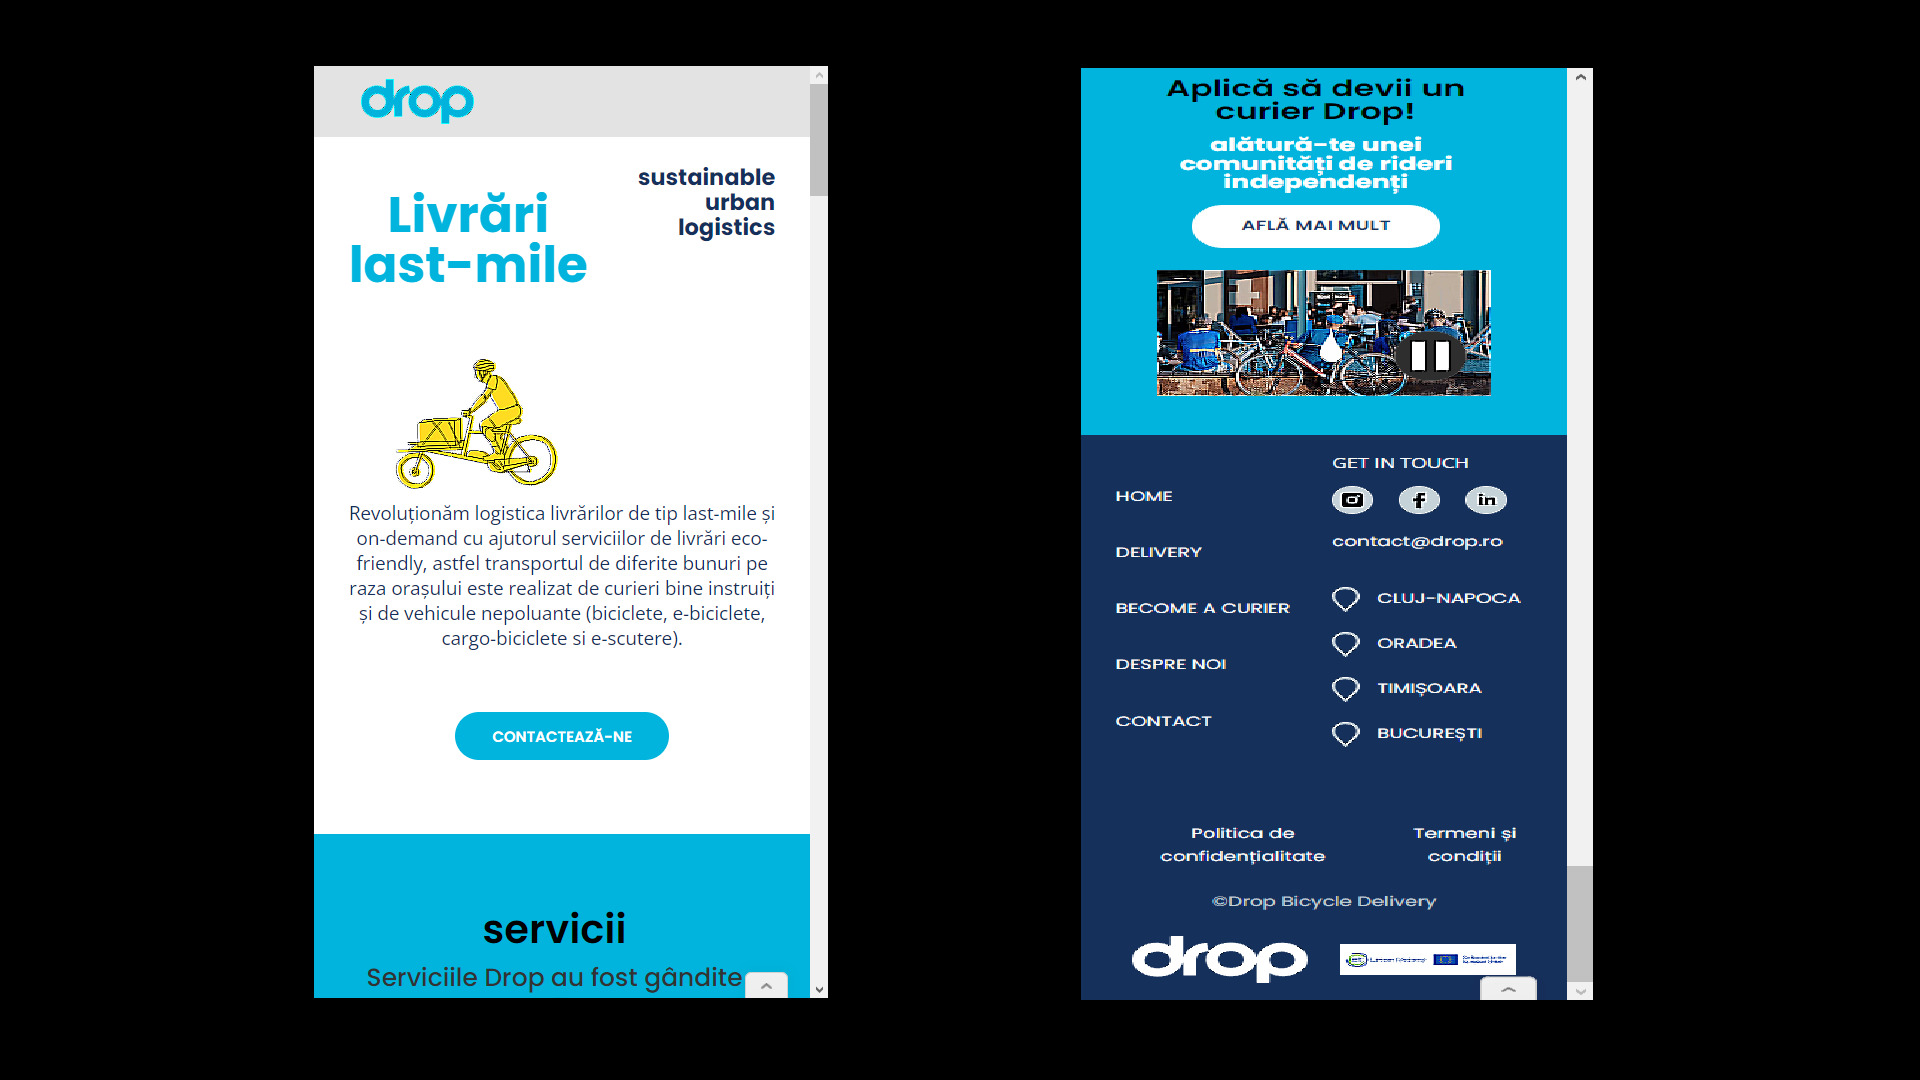 drop
sustainable
urban
logistics
Livrări
last-mile
Revoluționăm logistica livrărilor de tip last-mile și
on-demand cu ajutorul serviciilor de livrări eco-
friendly, astfel transportul de diferite bunuri pe
raza orașului este realizat de curieri bine instruiți
și de vehicule nepoluante (biciclete, e-biciclete,
cargo-biciclete si e-scutere).
CONTACTEAZĂ-NE
servicii
Serviciile Drop au fost gândite
Aplică să devii un
curier Drop!
alătură-te unei
comunități de rideri
independenți
AFLĂ MAI MULT
HOME
DELIVERY
BECOME A CURIER
DESPRE NOI
CONTACT
GET IN TOUCH
contact@drop.ro
CLUJ-NAPOCA
ORADEA
TIMIȘOARA
BUCUREȘTI
Politica de
confidențialitate
Termeni și
condiții
©Drop Bicycle Delivery
drop